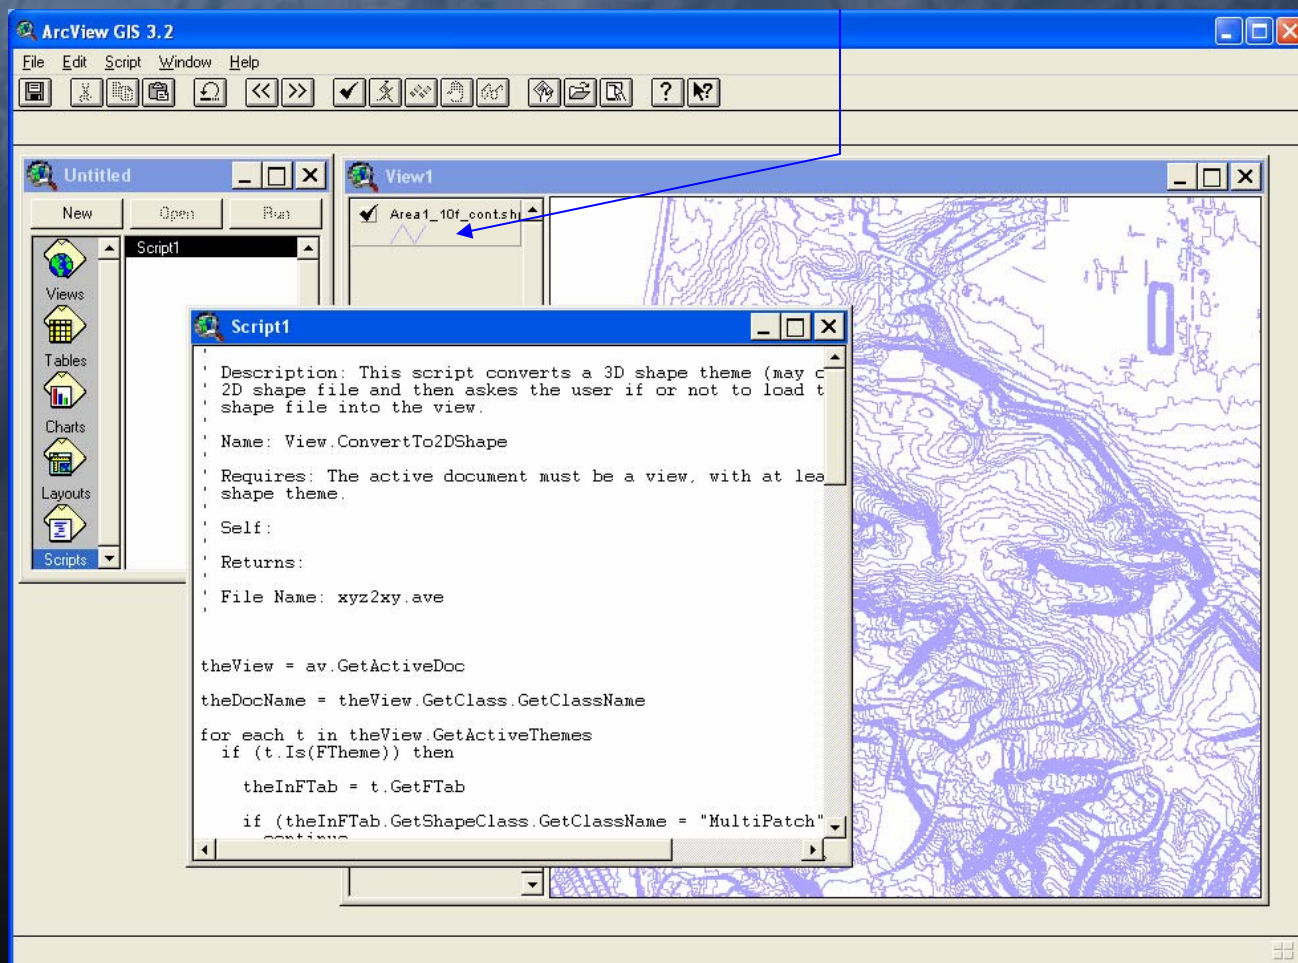 ArcView GIS 3.2
File Edit Script Window Help
Untitled
New Open Run
Views
Tables
Charts
Layouts
Scripts
Script1
View1
Area1_10f_cont.sh
Script1
' Description: This script converts a 3D shape theme (may
' 2D shape file and then askes the user if or not to load
' shape file into the view.
'
' Name: View.ConvertTo2DShape
'
' Requires: The active document must be a view, with at
' shape theme.
'
' Self:
'
' Returns:
'
' File Name: xyz2xy.ave
'
theView = av.GetActiveDoc
theDocName = theView.GetClass.GetClassName
for each t in theView.GetActiveThemes
if (t.Is(FTheme)) then
theInFTab = t.GetFTab
if (theInFTab.GetShapeClass.GetClassName = "MultiPatch"
continue